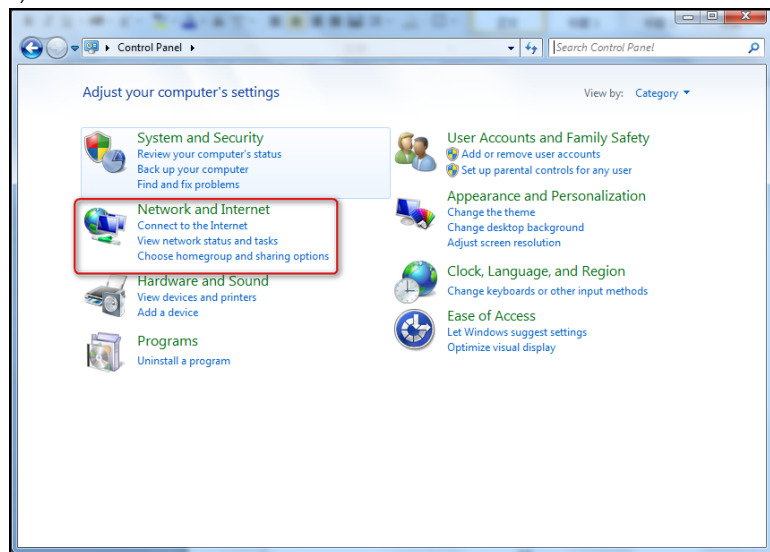 Control Panel
Search Control Panel
Adjust your computer's settings
View by: Category
System and Security
Review your computer's status
Back up your computer
Find and fix problems
Network and Internet
Connect to the Internet
View network status and tasks
Choose homegroup and sharing options
Hardware and Sound
View devices and printers
Add a device
Programs
Uninstall a program
User Accounts and Family Safety
Add or remove user accounts
Set up parental controls for any user
Appearance and Personalization
Change the theme
Change desktop background
Adjust screen resolution
Clock, Language, and Region
Change keyboards or other input methods
Ease of Access
Let Windows suggest settings
Optimize visual display